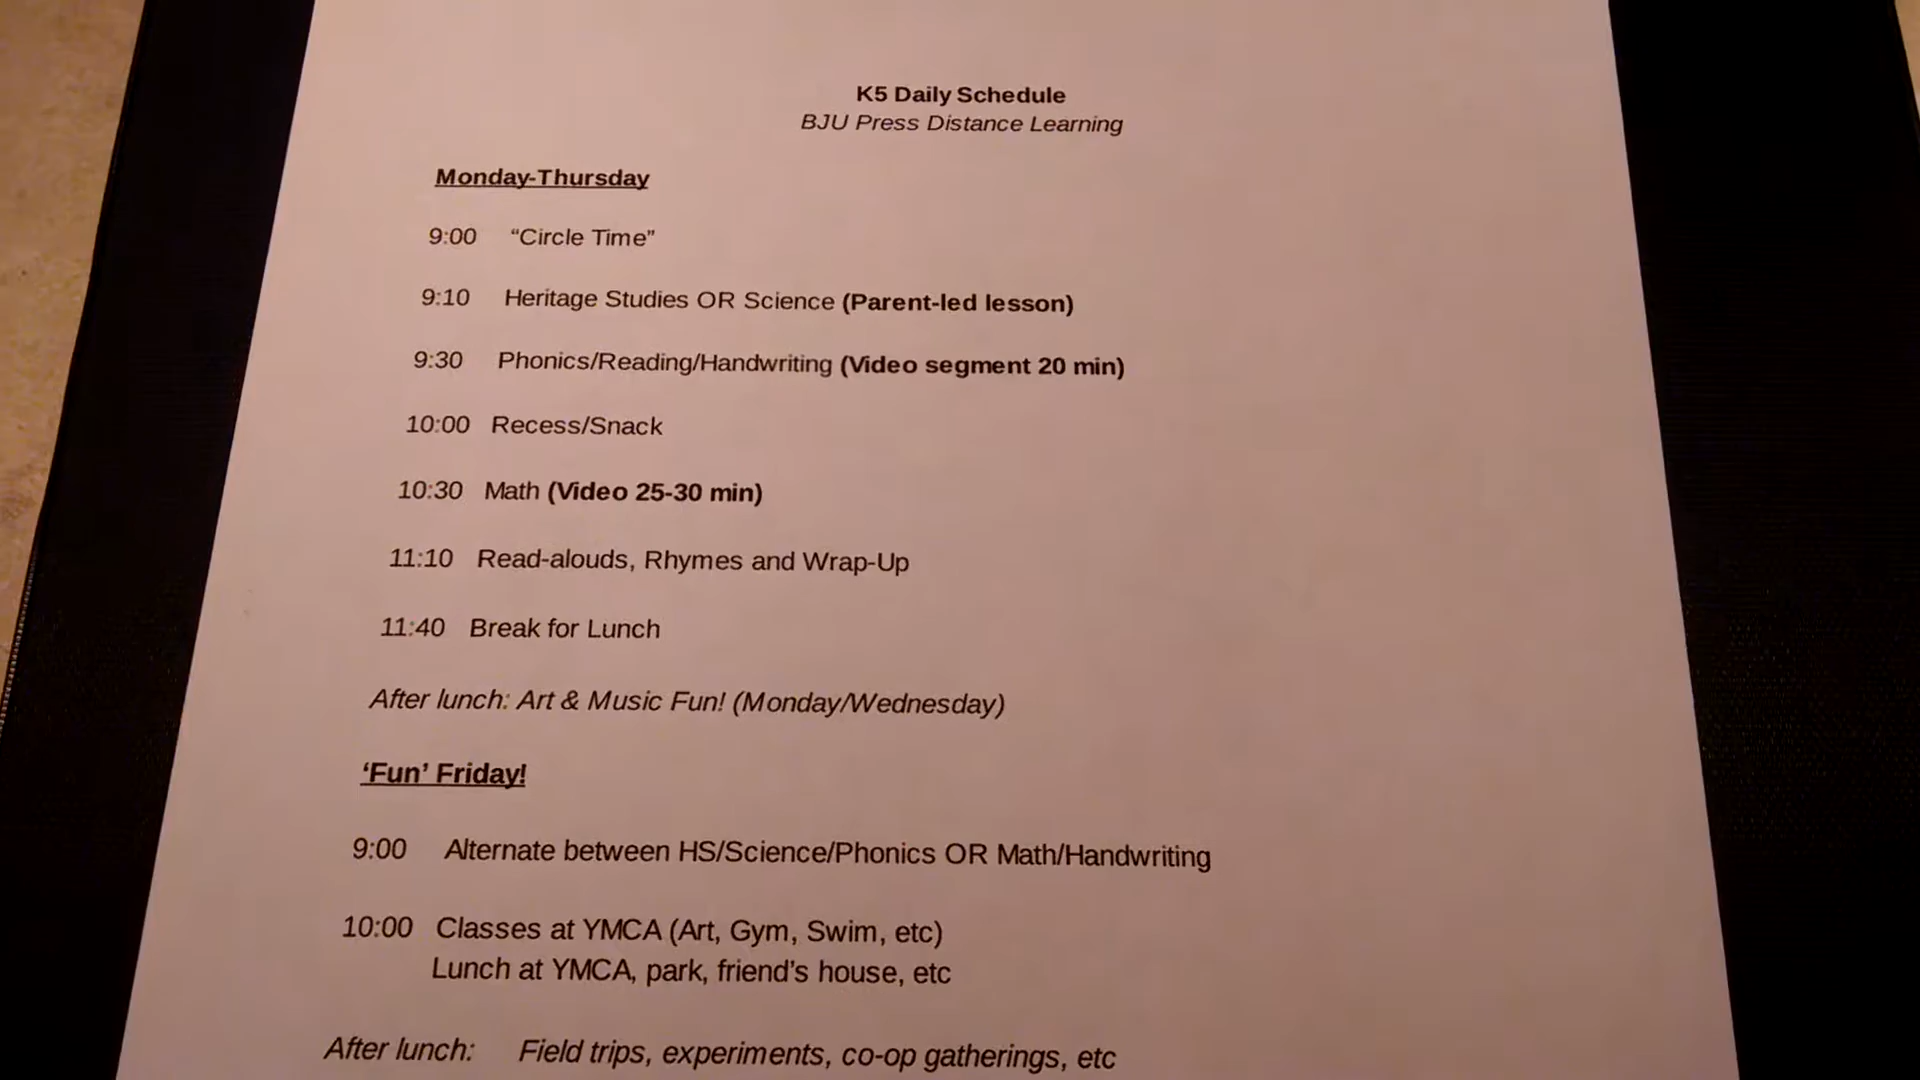 K5 Daily Schedule
BJU Press Distance Learning
Monday-Thursday
9:00 “Circle Time”
9:10 Heritage Studies OR Science (Parent-led lesson)
9:30 Phonics/Reading/Handwriting (Video segment 20 min)
10:00 Recess/Snack
10:30 Math (Video 25-30 min)
11:10 Read-alouds, Rhymes and Wrap-Up
11:40 Break for Lunch
After lunch: Art & Music Fun! (Monday/Wednesday)
‘Fun’ Friday!
9:00 Alternate between HS/Science/Phonics OR Math/Handwriting
10:00 Classes at YMCA (Art, Gym, Swim, etc)
Lunch at YMCA, park, friend’s house, etc
After lunch: Field trips, experiments, co-op gatherings, etc